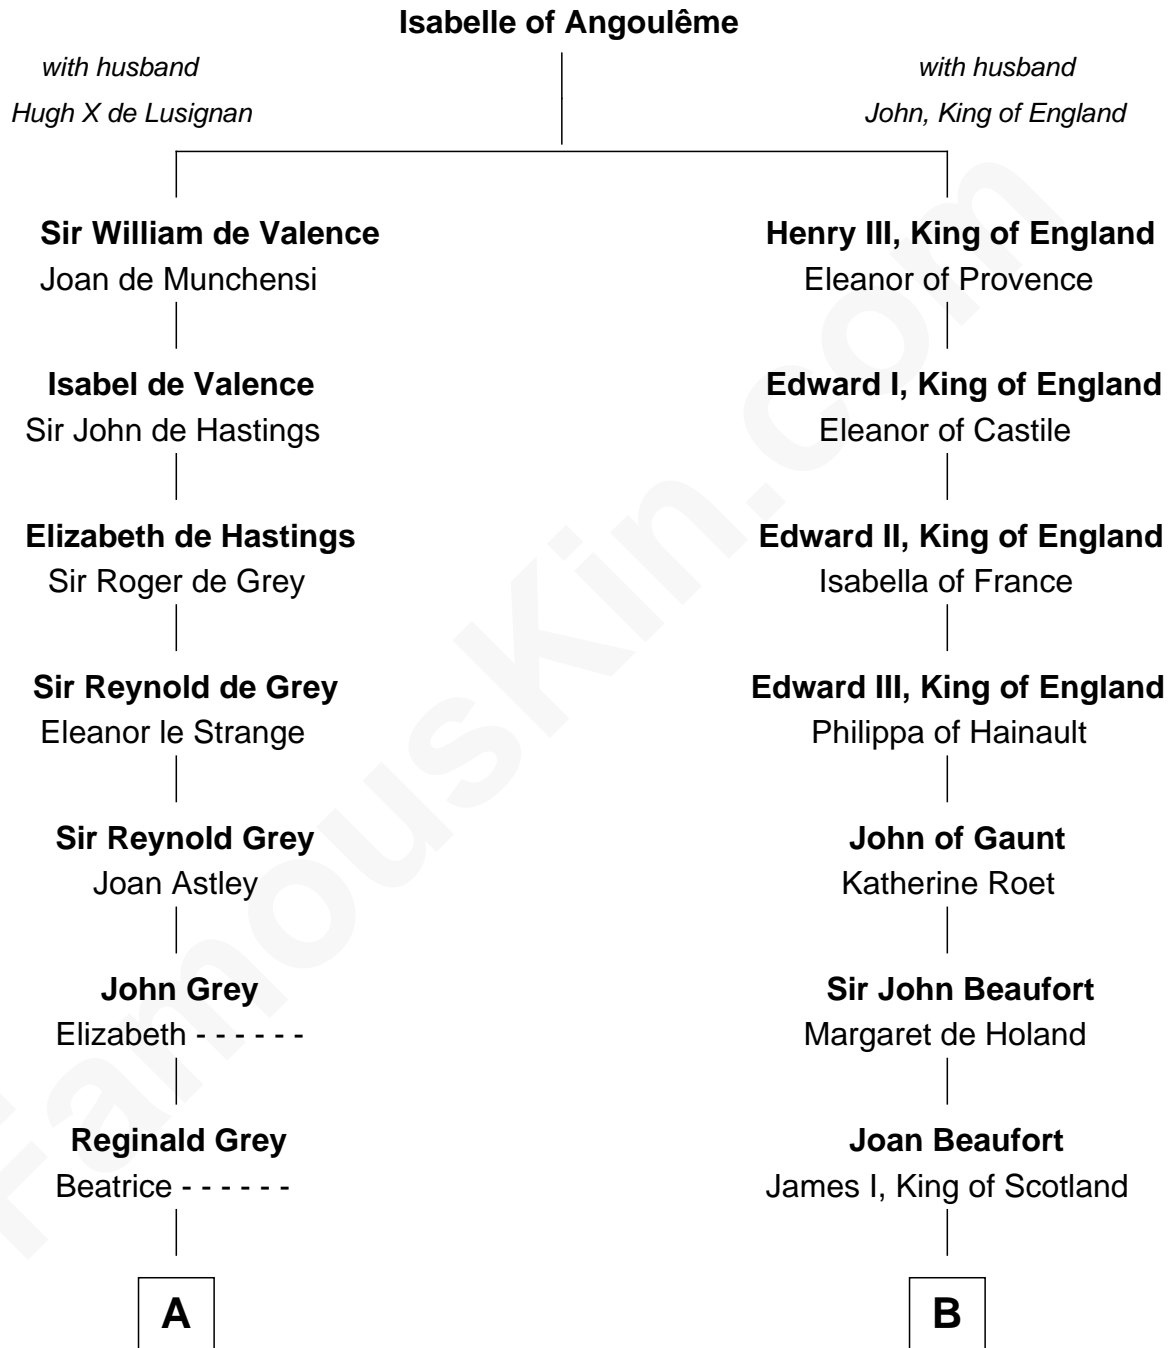 Isabelle of Angoulême
with husband
Hugh X de Lusignan
with husband
John, King of England
Sir William de Valence
Joan de Munchensi
Henry III, King of England
Eleanor of Provence
Isabel de Valence
Sir John de Hastings
Edward I, King of England
Eleanor of Castile
Elizabeth de Hastings
Sir Roger de Grey
Edward II, King of England
Isabella of France
Sir Reynold de Grey
Eleanor le Strange
Edward III, King of England
Philippa of Hainault
Sir Reynold Grey
Joan Astley
John of Gaunt
Katherine Roet
John Grey
Elizabeth - - - - - -
Sir John Beaufort
Margaret de Holand
Reginald Grey
Beatrice - - - - - -
Joan Beaufort
James I, King of Scotland
A
B
FamousKin.com